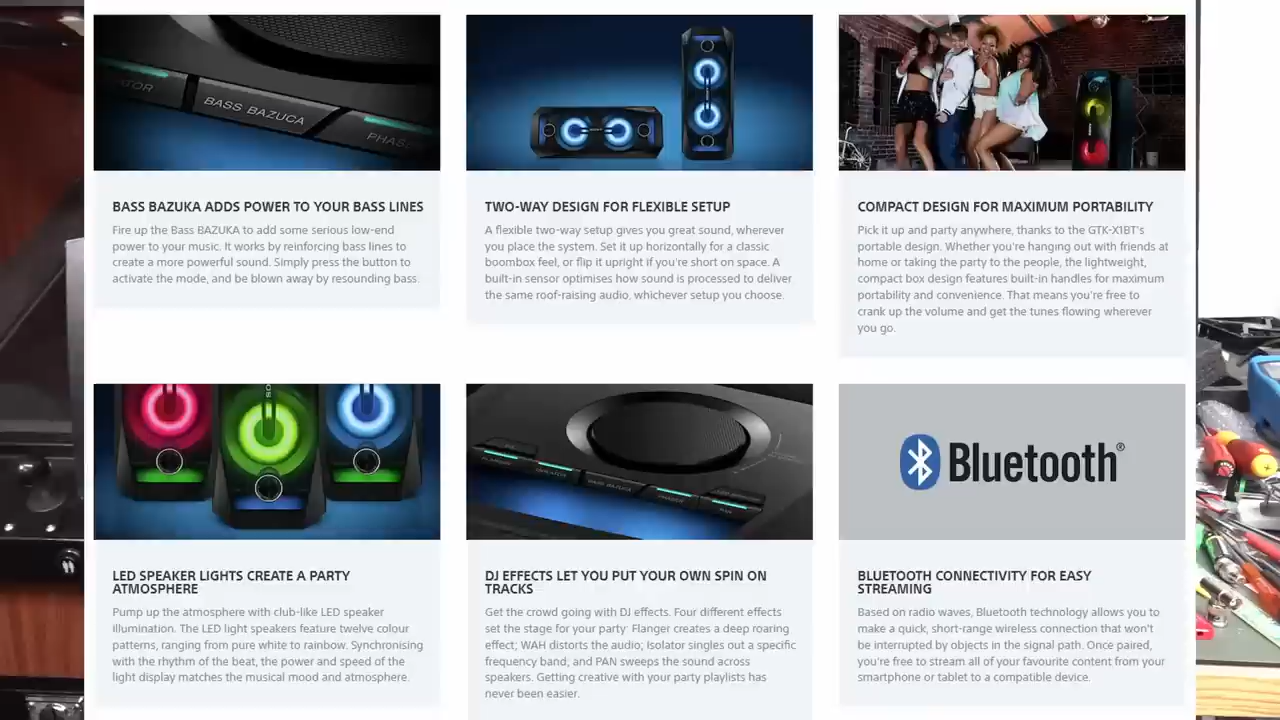 ATOR
BASS BAZUCA
PHASE
BASS BAZUKA ADDS POWER TO YOUR BASS LINES
Fire up the Bass BAZUKA to add some serious low-end
power to your music. It works by reinforcing bass lines to
create a more powerful sound. Simply press the button to
activate the mode, and be blown away by resounding bass.
TWO-WAY DESIGN FOR FLEXIBLE SETUP
A flexible two-way setup gives you great sound, wherever
you place the system. Set it up horizontally for a classic
boombox feel, or flip it upright if you're short on space. A
built-in sensor optimises how sound is processed to deliver
the same roof-raising audio, whichever setup you choose.
COMPACT DESIGN FOR MAXIMUM PORTABILITY
Pick it up and party anywhere, thanks to the GTK-X1BT's
portable design. Whether you're hanging out with friends at
home or taking the party to the people, the lightweight,
compact box design features built-in handles for maximum
portability and convenience. That means you're free to
crank up the volume and get the tunes flowing wherever
you go.
LED SPEAKER LIGHTS CREATE A PARTY
ATMOSPHERE
Pump up the atmosphere with club-like LED speaker
illumination. The LED light speakers feature twelve colour
patterns, ranging from pure white to rainbow. Synchronising
with the rhythm of the beat, the power and speed of the
light display matches the musical mood and atmosphere.
BASS BAZUCA
DJ EFFECTS LET YOU PUT YOUR OWN SPIN ON
TRACKS
Get the crowd going with DJ effects. Four different effects
set the stage for your party: Flanger creates a deep roaring
effect; WAH distorts the audio; Isolator singles out a specific
frequency band; and PAN sweeps the sound across
speakers. Getting creative with your party playlists has
never been easier.
Bluetooth®
BLUETOOTH CONNECTIVITY FOR EASY
STREAMING
Based on radio waves, Bluetooth technology allows you to
make a quick, short-range wireless connection that won't
be interrupted by objects in the signal path. Once paired,
you're free to stream all of your favourite content from your
smartphone or tablet to a compatible device.